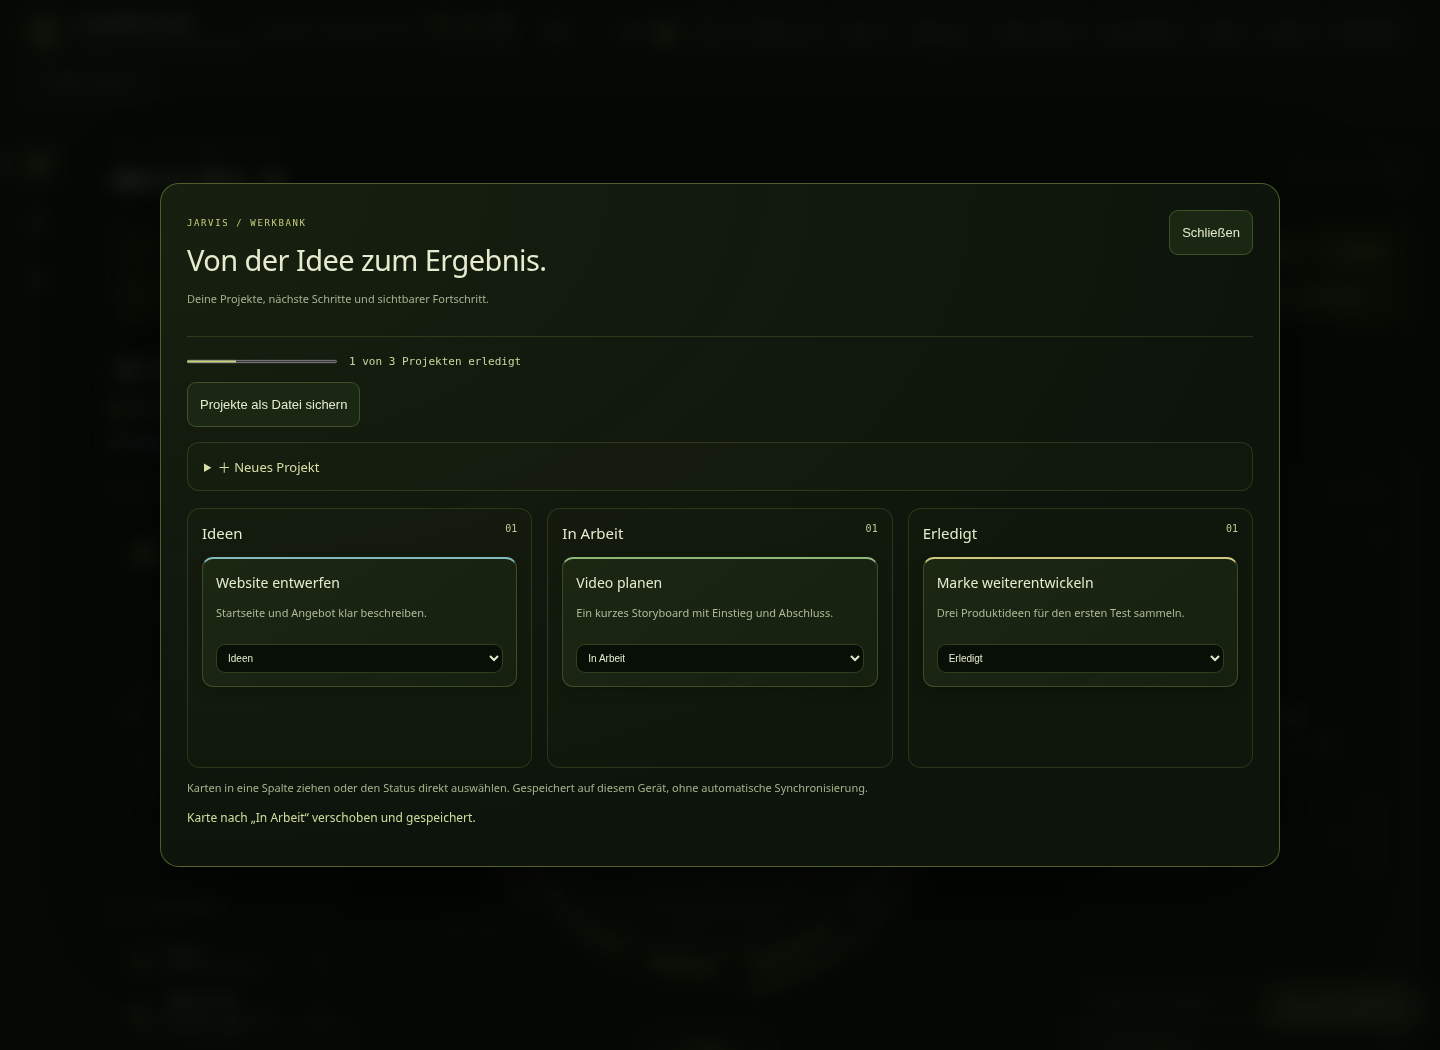 JARVIS / WERKBANK
Schließen
Von der Idee zum Ergebnis.
Deine Projekte, nächste Schritte und sichtbarer Fortschritt.
1 von 3 Projekten erledigt
Projekte als Datei sichern
＋ Neues Projekt
Ideen 01
Website entwerfen
Startseite und Angebot klar beschreiben.
Ideen
In Arbeit 01
Video planen
Ein kurzes Storyboard mit Einstieg und Abschluss.
In Arbeit
Erledigt 01
Marke weiterentwickeln
Drei Produktideen für den ersten Test sammeln.
Erledigt
Karten in eine Spalte ziehen oder den Status direkt auswählen. Gespeichert auf diesem Gerät, ohne automatische Synchronisierung.
Karte nach „In Arbeit“ verschoben und gespeichert.